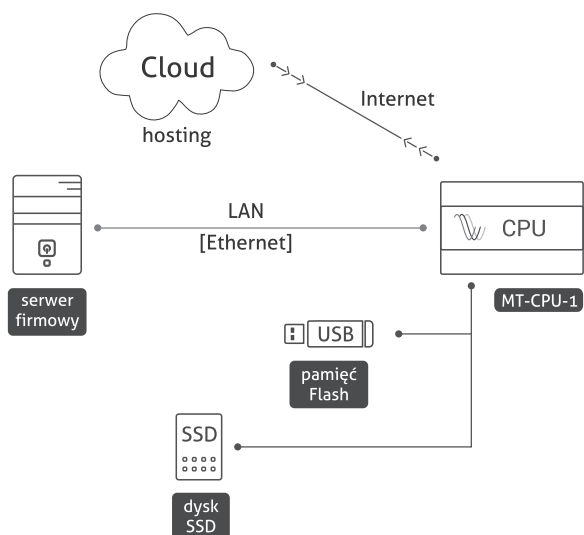 Cloud
hosting
Internet
LAN
[Ethernet]
CPU
serwer
firmowy
MT-CPU-1
USB
pamięć
Flash
SSD
dysk
SSD